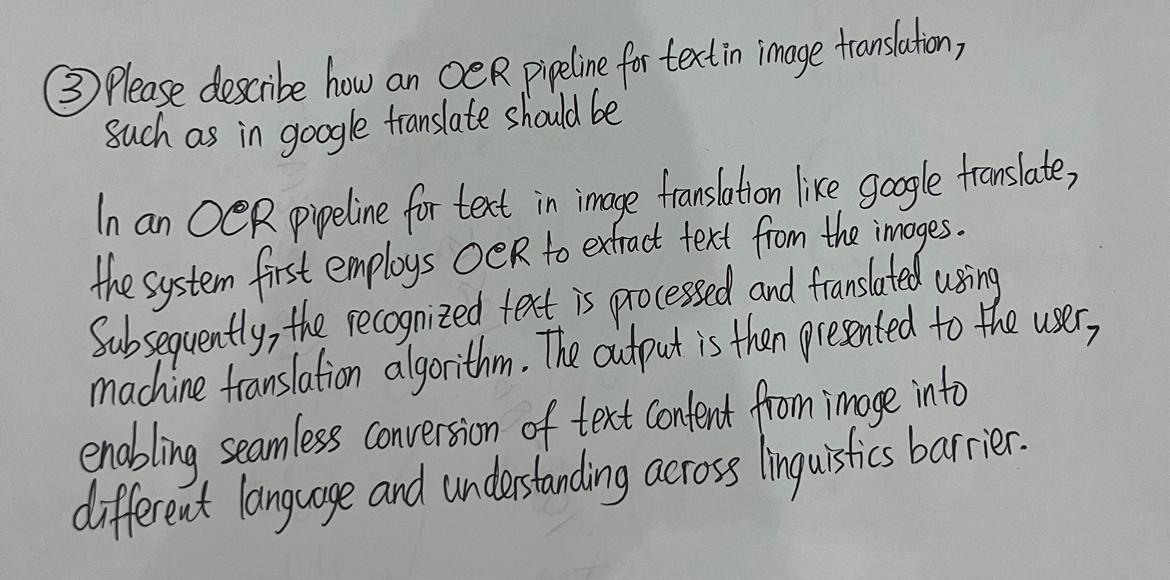 ③ Please describe how an OCR pipeline for text in image translation,
such as in google translate should be
In an OCR pipeline for text in image translation like google translate,
the system first employs OCR to extract text from the images.
Subsequently, the recognized text is processed and translated using
machine translation algorithm. The output is then presented to the user,
enabling seamless conversion of text content from image into
different language and understanding across linguistics barrier.